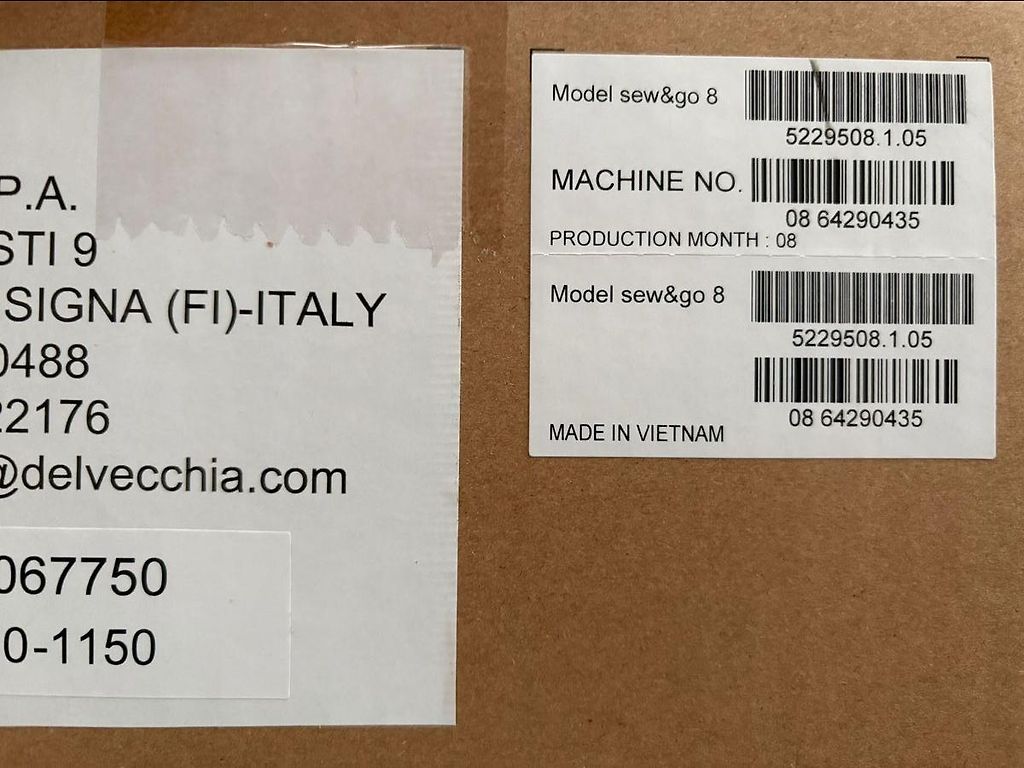 P.A.
STI 9
SIGNA (FI)-ITALY
0488
22176
@delvecchia.com
067750
0-1150
Model sew&go 8
5229508.1.05
MACHINE NO.
08 64290435
PRODUCTION MONTH : 08
Model sew&go 8
5229508.1.05
08 64290435
MADE IN VIETNAM